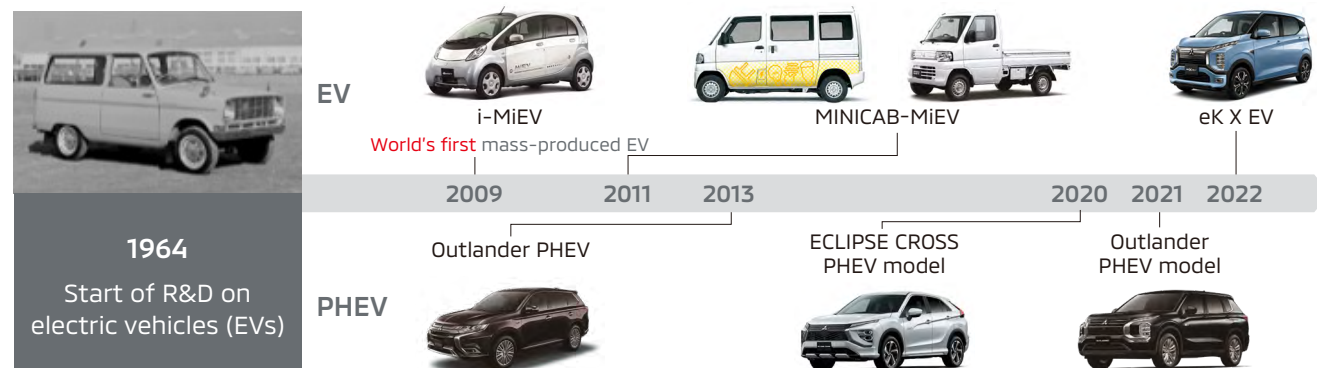 1964
Start of R&D on
electric vehicles (EVs)
EV
i-MiEV
World's first mass-produced EV
MINICAB-MiEV
eK X EV
2009
2011
2013
2020
2021
2022
Outlander PHEV
ECLIPSE CROSS
PHEV model
Outlander
PHEV model
PHEV